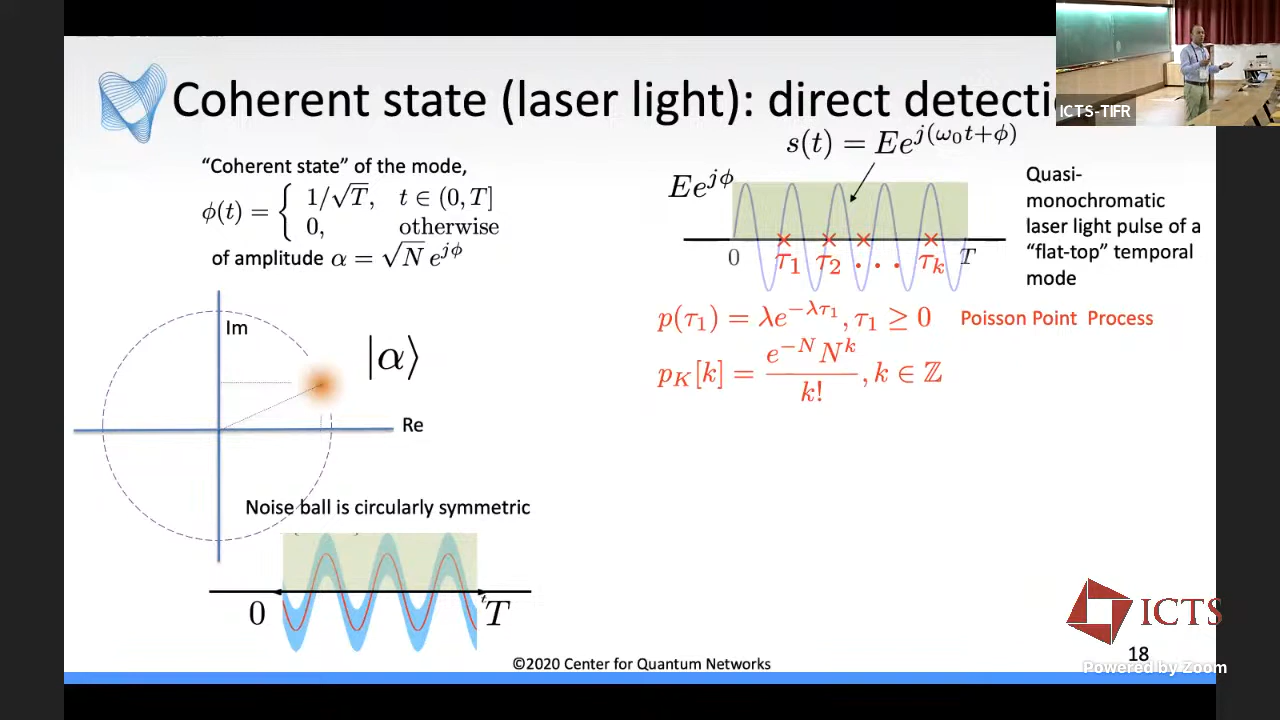 Coherent state (laser light): direct detecti
ICTS-TIFR
"Coherent state" of the mode,
ϕ(t) = { 1/√T, t ∈ (0, T]
0, otherwise
of amplitude α = √N e^{jϕ}
s(t) = Ee^{j(ω₀t+ϕ)}
Ee^{jϕ}
0 τ₁ τ₂ ... τₖ T
Quasi-
monochromatic
laser light pulse of a
"flat-top" temporal
mode
p(τ₁) = λe^{−λτ₁}, τ₁ ≥ 0 Poisson Point Process
p_K[k] = e^{−N} N^k / k!, k ∈ ℤ
Im
|α⟩
Re
Noise ball is circularly symmetric
0 t T
ICTS
18
©2020 Center for Quantum Networks
Powered by Zoom